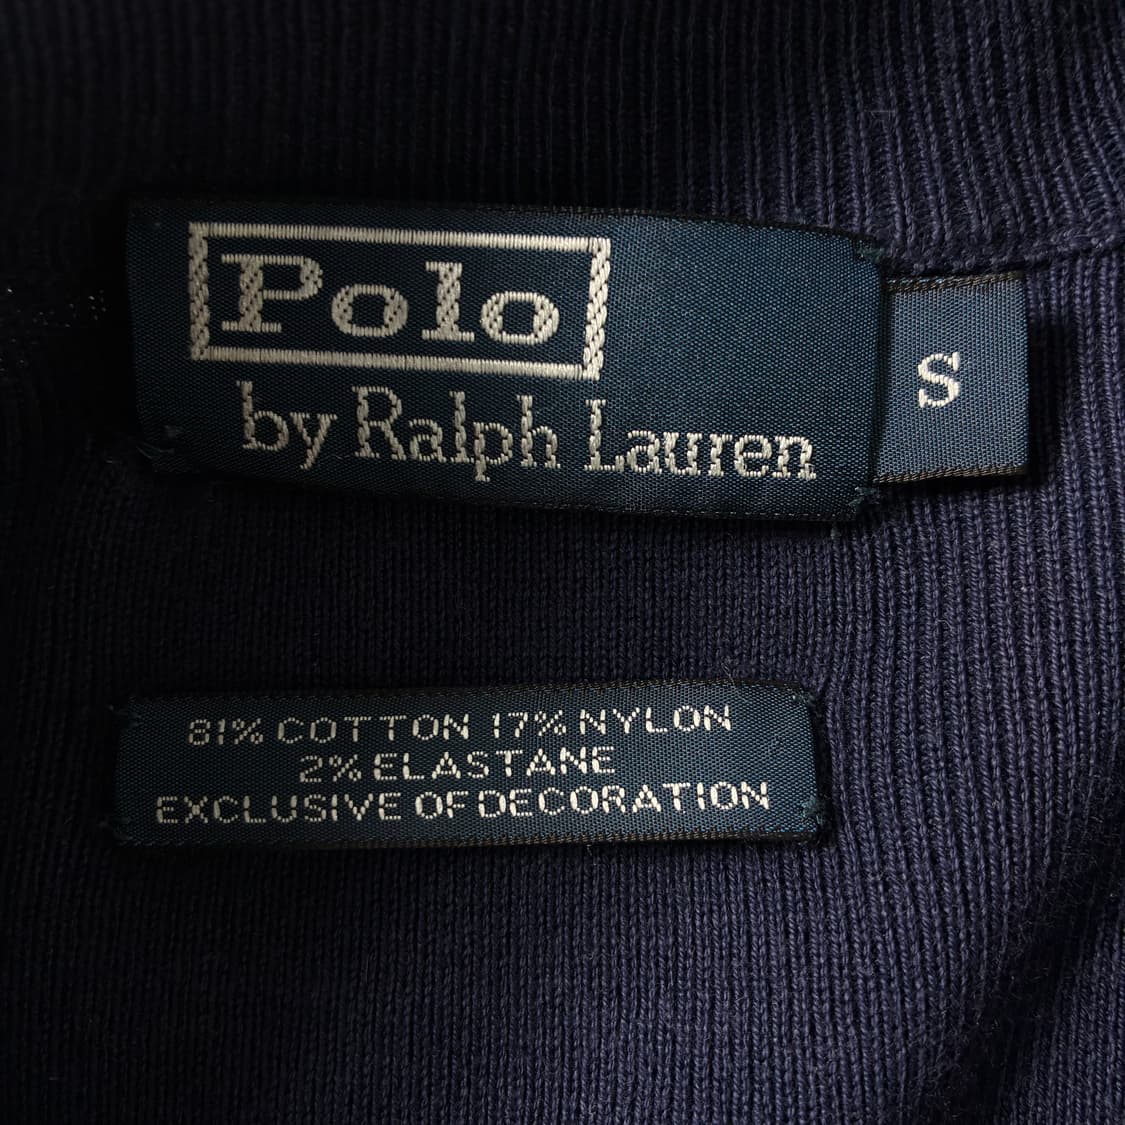 Polo
by Ralph Lauren
S
81% COTTON 17% NYLON
2% ELASTANE
EXCLUSIVE OF DECORATION